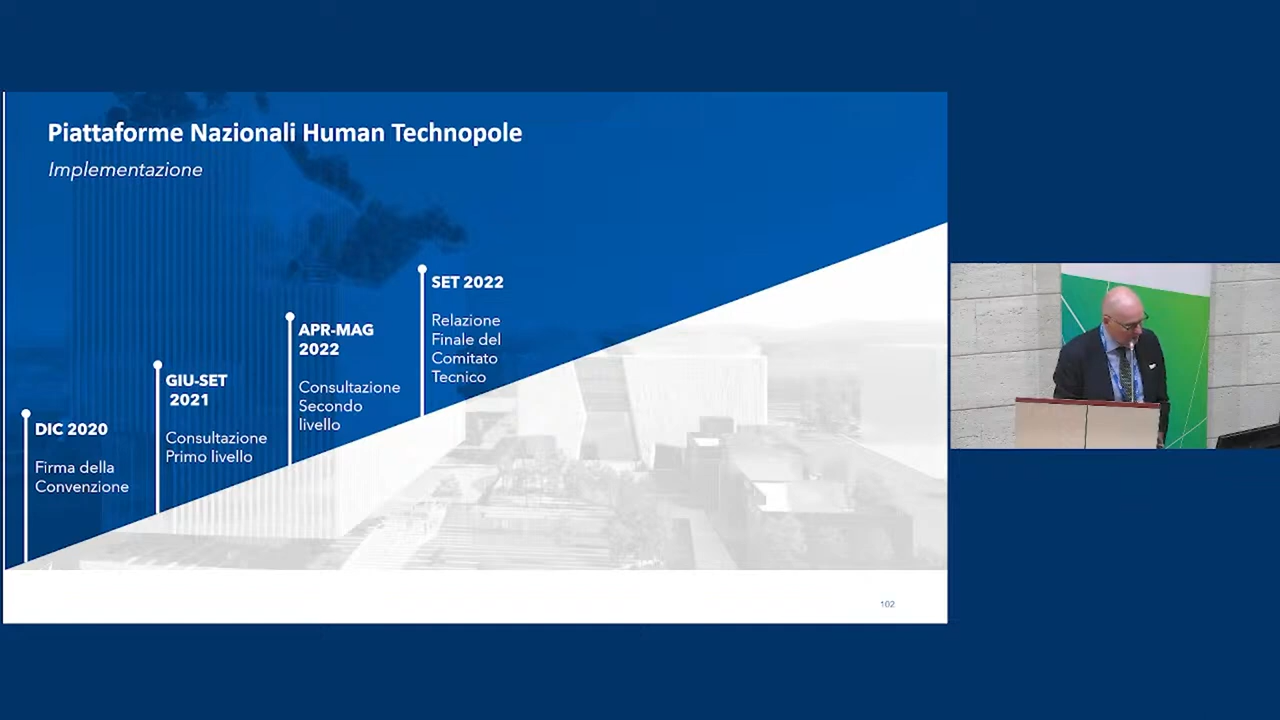 Piattaforme Nazionali Human Technopole
Implementazione
DIC 2020
Firma della
Convenzione
GIU-SET
2021
Consultazione
Primo livello
APR-MAG
2022
Consultazione
Secondo
livello
SET 2022
Relazione
Finale del
Comitato
Tecnico
102